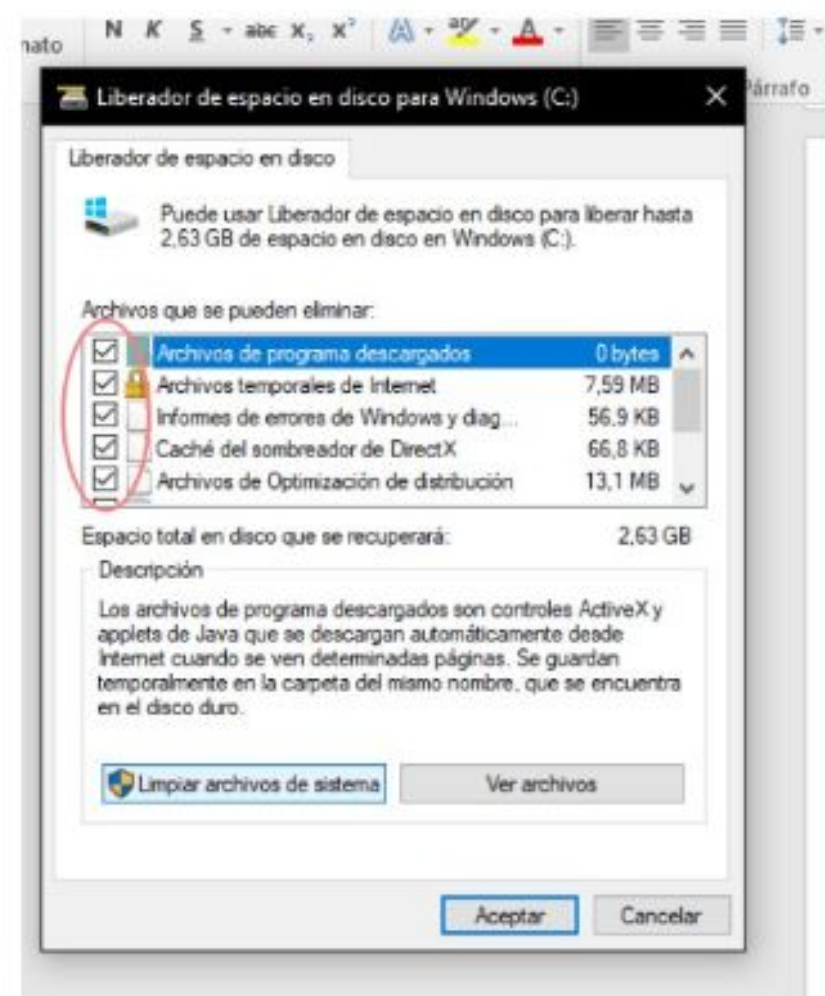 nato
N K S abc X, X²
A
Párrafo
Liberador de espacio en disco para Windows (C:)
Liberador de espacio en disco
Puede usar Liberador de espacio en disco para liberar hasta
2,63 GB de espacio en disco en Windows (C:).
Archivos que se pueden eliminar:
Archivos de programa descargados 0 bytes
Archivos temporales de Internet 7,59 MB
Informes de errores de Windows y diag... 56,9 KB
Caché del sombreador de DirectX 66,8 KB
Archivos de Optimización de distribución 13,1 MB
Espacio total en disco que se recuperará: 2,63 GB
Descripción
Los archivos de programa descargados son controles ActiveX y
applets de Java que se descargan automáticamente desde
Internet cuando se ven determinadas páginas. Se guardan
temporalmente en la carpeta del mismo nombre, que se encuentra
en el disco duro.
Limpiar archivos de sistema Ver archivos
Aceptar Cancelar